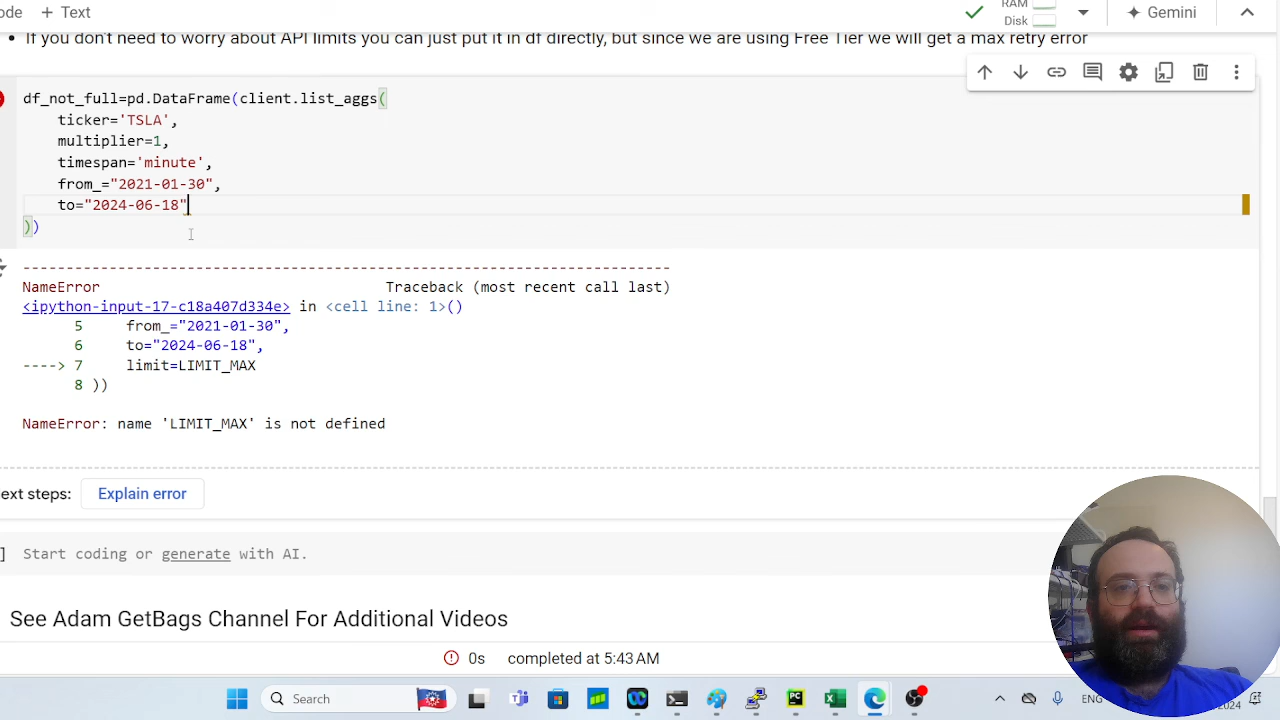 ode + Text
RAM
Disk
Gemini
• If you don't need to worry about API limits you can just put it in df directly, but since we are using Free Tier we will get a max retry error
df_not_full=pd.DataFrame(client.list_aggs(
ticker='TSLA',
multiplier=1,
timespan='minute',
from_="2021-01-30",
to="2024-06-18"
))
---------------------------------------------------------------------------
NameError Traceback (most recent call last)
<ipython-input-17-c18a407d334e> in <cell line: 1>()
5 from_="2021-01-30",
6 to="2024-06-18",
----> 7 limit=LIMIT_MAX
8 ))
NameError: name 'LIMIT_MAX' is not defined
ext steps: Explain error
] Start coding or generate with AI.
See Adam GetBags Channel For Additional Videos
0s completed at 5:43 AM
Search
ENG
2024